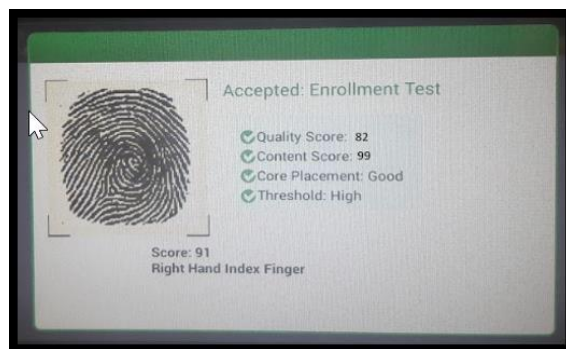 Accepted: Enrollment Test
Quality Score: 82
Content Score: 99
Core Placement: Good
Threshold: High
Score: 91
Right Hand Index Finger